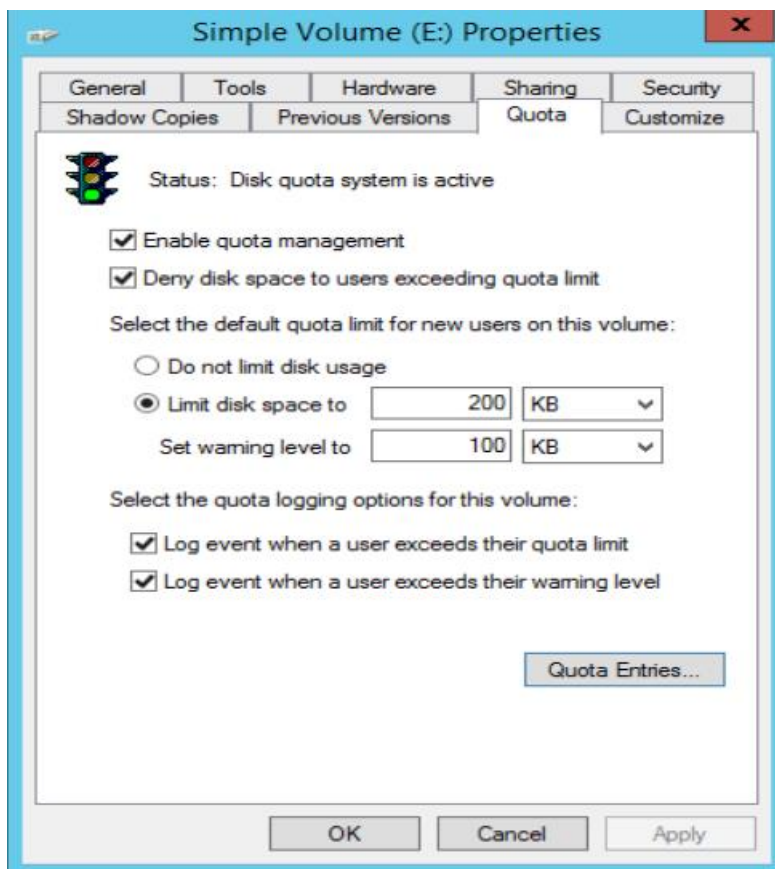 Simple Volume (E:) Properties
x
General Tools Hardware Sharing Security
Shadow Copies Previous Versions Quota Customize
Status: Disk quota system is active
Enable quota management
Deny disk space to users exceeding quota limit
Select the default quota limit for new users on this volume:
Do not limit disk usage
Limit disk space to 200 KB
Set warning level to 100 KB
Select the quota logging options for this volume:
Log event when a user exceeds their quota limit
Log event when a user exceeds their warning level
Quota Entries...
OK Cancel Apply